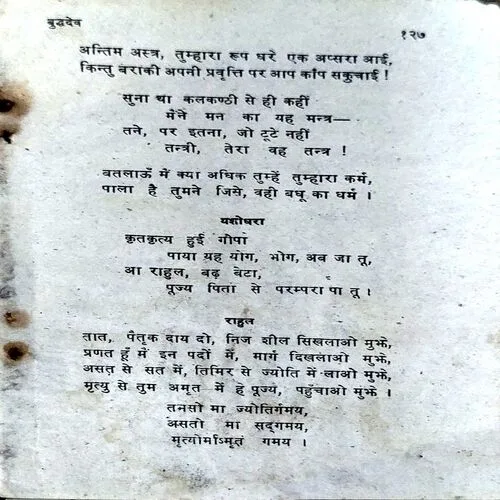 बुद्धदेव
१२७
अन्तिम अस्त्र, तुम्हारा रूप धरे एक अप्सरा आई,
किन्तु बराकी अपनी प्रवृत्ति पर आप काँप सकुचाई !
सुना था कलकण्ठी से ही कहीं
मैंने मन का यह मन्त्र—
तने, पर इतना, जो टूटे नहीं
तन्त्री, तेरा वह तन्त्र !
बतलाऊँ मैं क्या अधिक तुम्हें तुम्हारा कर्म,
पाला है तुमने जिसे, वही बधू का धर्म ।
यशोधरा
कृतकृत्य हुई गोपा
पाया यह योग, भोग, अब जा तू,
आ राहुल, बढ़ बेटा,
पूज्य पिता से परम्परा पा तू ।
राहुल
तात, पैतृक दाय दो, निज शील सिखलाओ मुझे,
प्रणत हूँ मैं इन पदों में, मार्ग दिखलाओ मुझे,
असत् से सत में, तिमिर से ज्योति में लाओ मुझे,
मृत्यु से तुम अमृत में हे पूज्य, पहुँचाओ मुझे ।
तमसो मा ज्योतिर्गमय,
असतो मा सद्गमय,
मृत्योर्माऽमृतं गमय ।